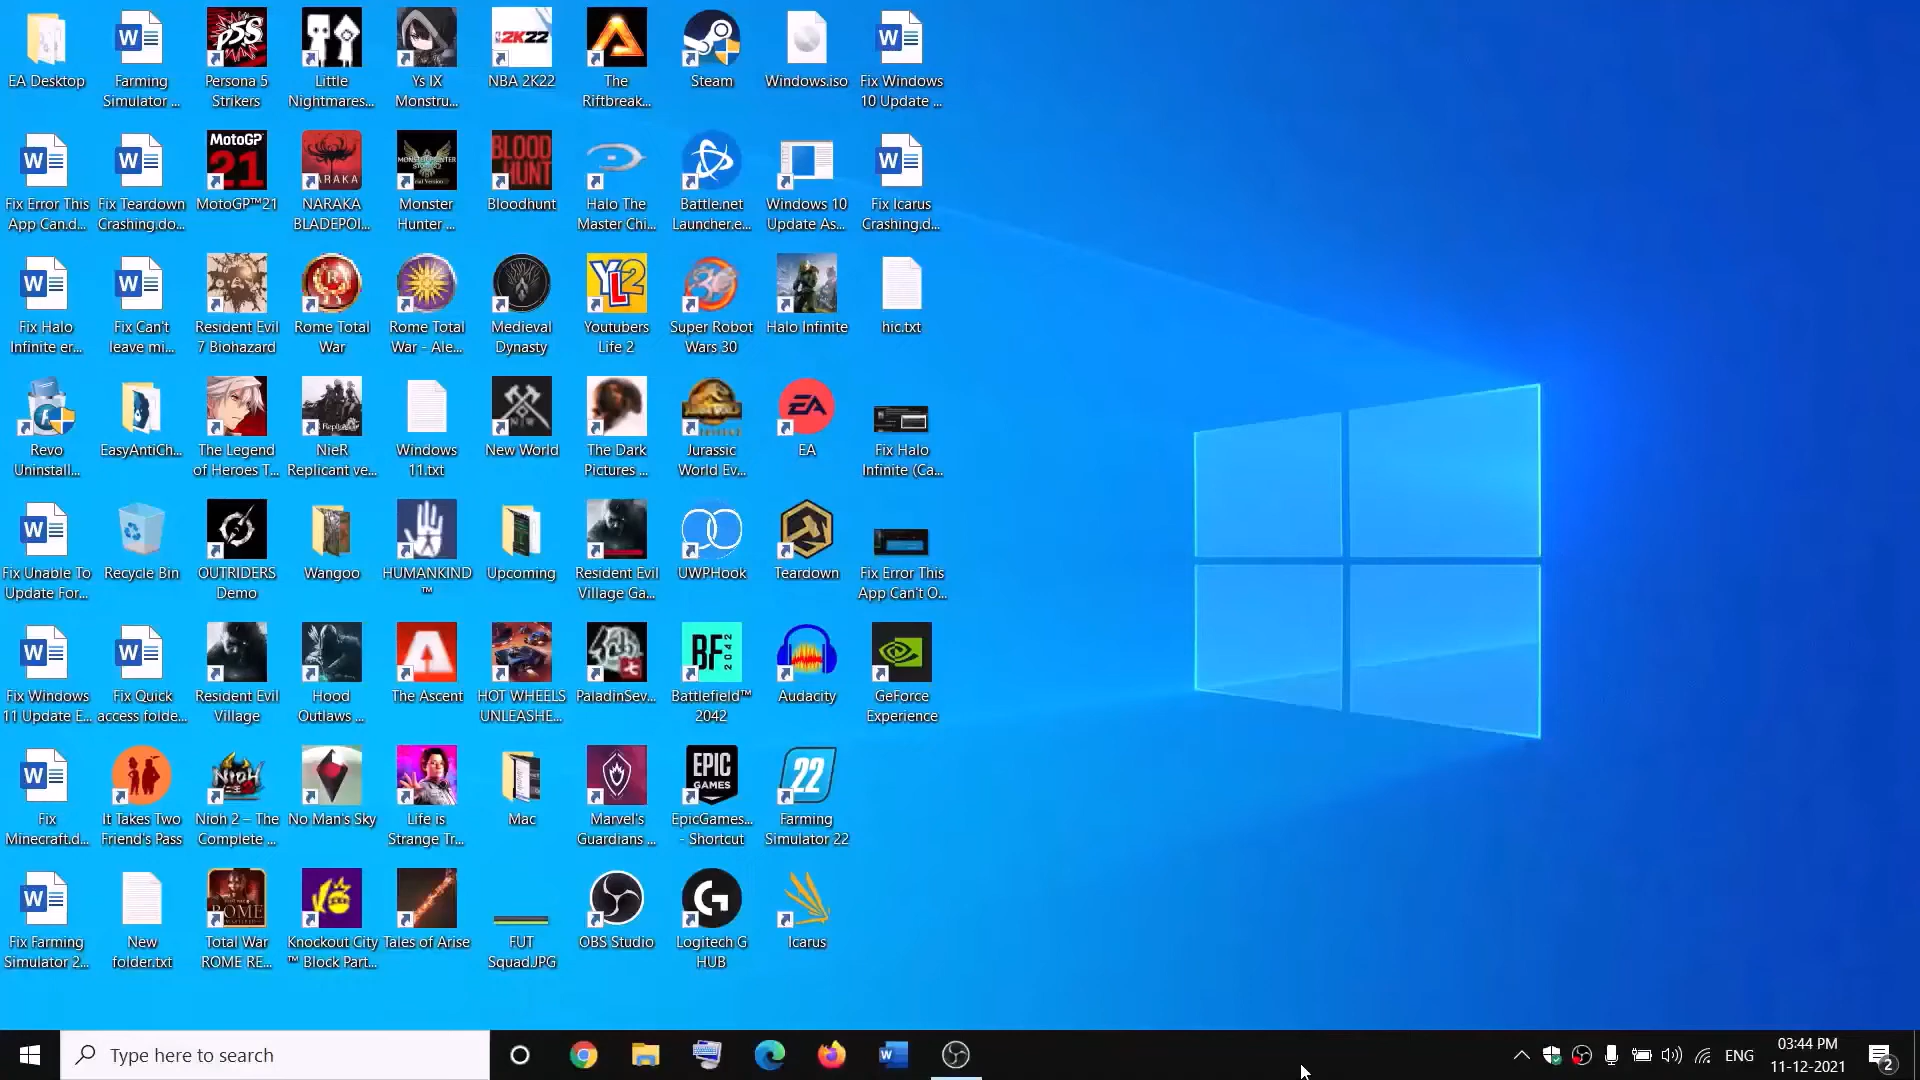 EA Desktop
Farming
Simulator ...
Persona 5
Strikers
Little
Nightmares...
Ys IX
Monstru...
NBA 2K22
The
Riftbreak...
Steam
Windows.iso
Fix Windows
10 Update ...
Fix Error This
App Can.d...
Fix Teardown
Crashing.do...
MotoGP™21
NARAKA
BLADEPOI...
Monster
Hunter ...
Bloodhunt
Halo The
Master Chi...
Battle.net
Launcher.e...
Windows 10
Update As...
Fix Icarus
Crashing.d...
Fix Halo
Infinite er...
Fix Can't
leave mi...
Resident Evil
7 Biohazard
Rome Total
War
Rome Total
War - Ale...
Medieval
Dynasty
Youtubers
Life 2
Super Robot
Wars 30
Halo Infinite
hic.txt
Revo
Uninstall...
EasyAntiCh...
The Legend
of Heroes T...
NieR
Replicant ve...
Windows
11.txt
New World
The Dark
Pictures ...
Jurassic
World Ev...
EA
Fix Halo
Infinite (Ca...
Fix Unable To
Update For...
Recycle Bin
OUTRIDERS
Demo
Wangoo
HUMANKIND
™
Upcoming
Resident Evil
Village Ga...
UWPHook
Teardown
Fix Error This
App Can't O...
Fix Windows
11 Update E...
Fix Quick
access folde...
Resident Evil
Village
Hood
Outlaws ...
The Ascent
HOT WHEELS
UNLEASHE...
PaladinSev...
Battlefield™
2042
Audacity
GeForce
Experience
Fix
Minecraft.d...
It Takes Two
Friend's Pass
Nioh 2 – The
Complete ...
No Man's Sky
Life is
Strange Tr...
Mac
Marvel's
Guardians ...
EpicGames...
- Shortcut
Farming
Simulator 22
Fix Farming
Simulator 2...
New
folder.txt
Total War
ROME RE...
Knockout City
™ Block Part...
Tales of Arise
FUT
Squad.JPG
OBS Studio
Logitech G
HUB
Icarus
Type here to search
ENG
03:44 PM
11-12-2021
2